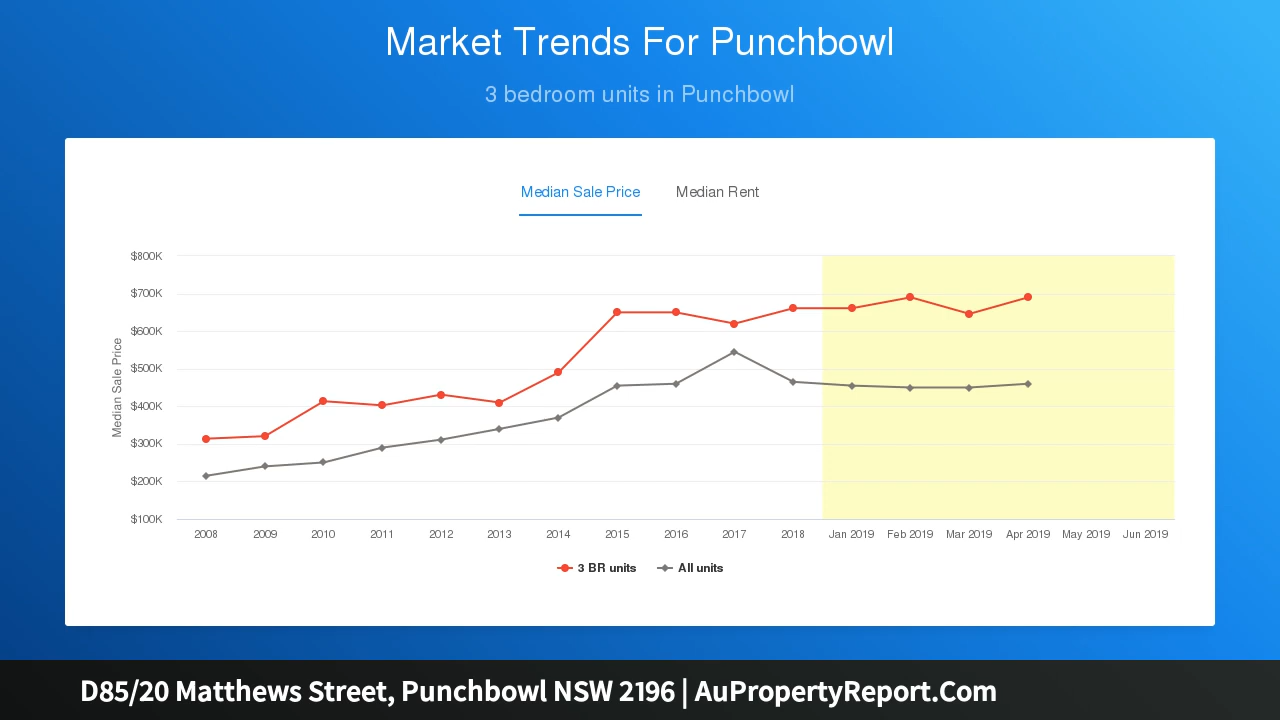 Market Trends For Punchbowl
3 bedroom units in Punchbowl
Median Sale Price Median Rent
$800K
$700K
$600K
$500K
$400K
$300K
$200K
$100K
Median Sale Price
2008 2009 2010 2011 2012 2013 2014 2015 2016 2017 2018 Jan 2019 Feb 2019 Mar 2019 Apr 2019 May 2019 Jun 2019
3 BR units All units
D85/20 Matthews Street, Punchbowl NSW 2196 | AuPropertyReport.Com